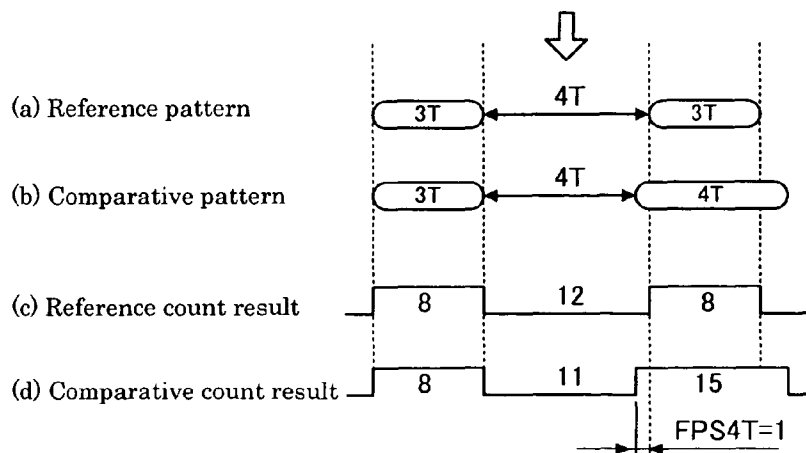 (a) Reference pattern 3T 4T 3T
(b) Comparative pattern 3T 4T 4T
(c) Reference count result 8 12 8
(d) Comparative count result 8 11 15
FPS4T=1